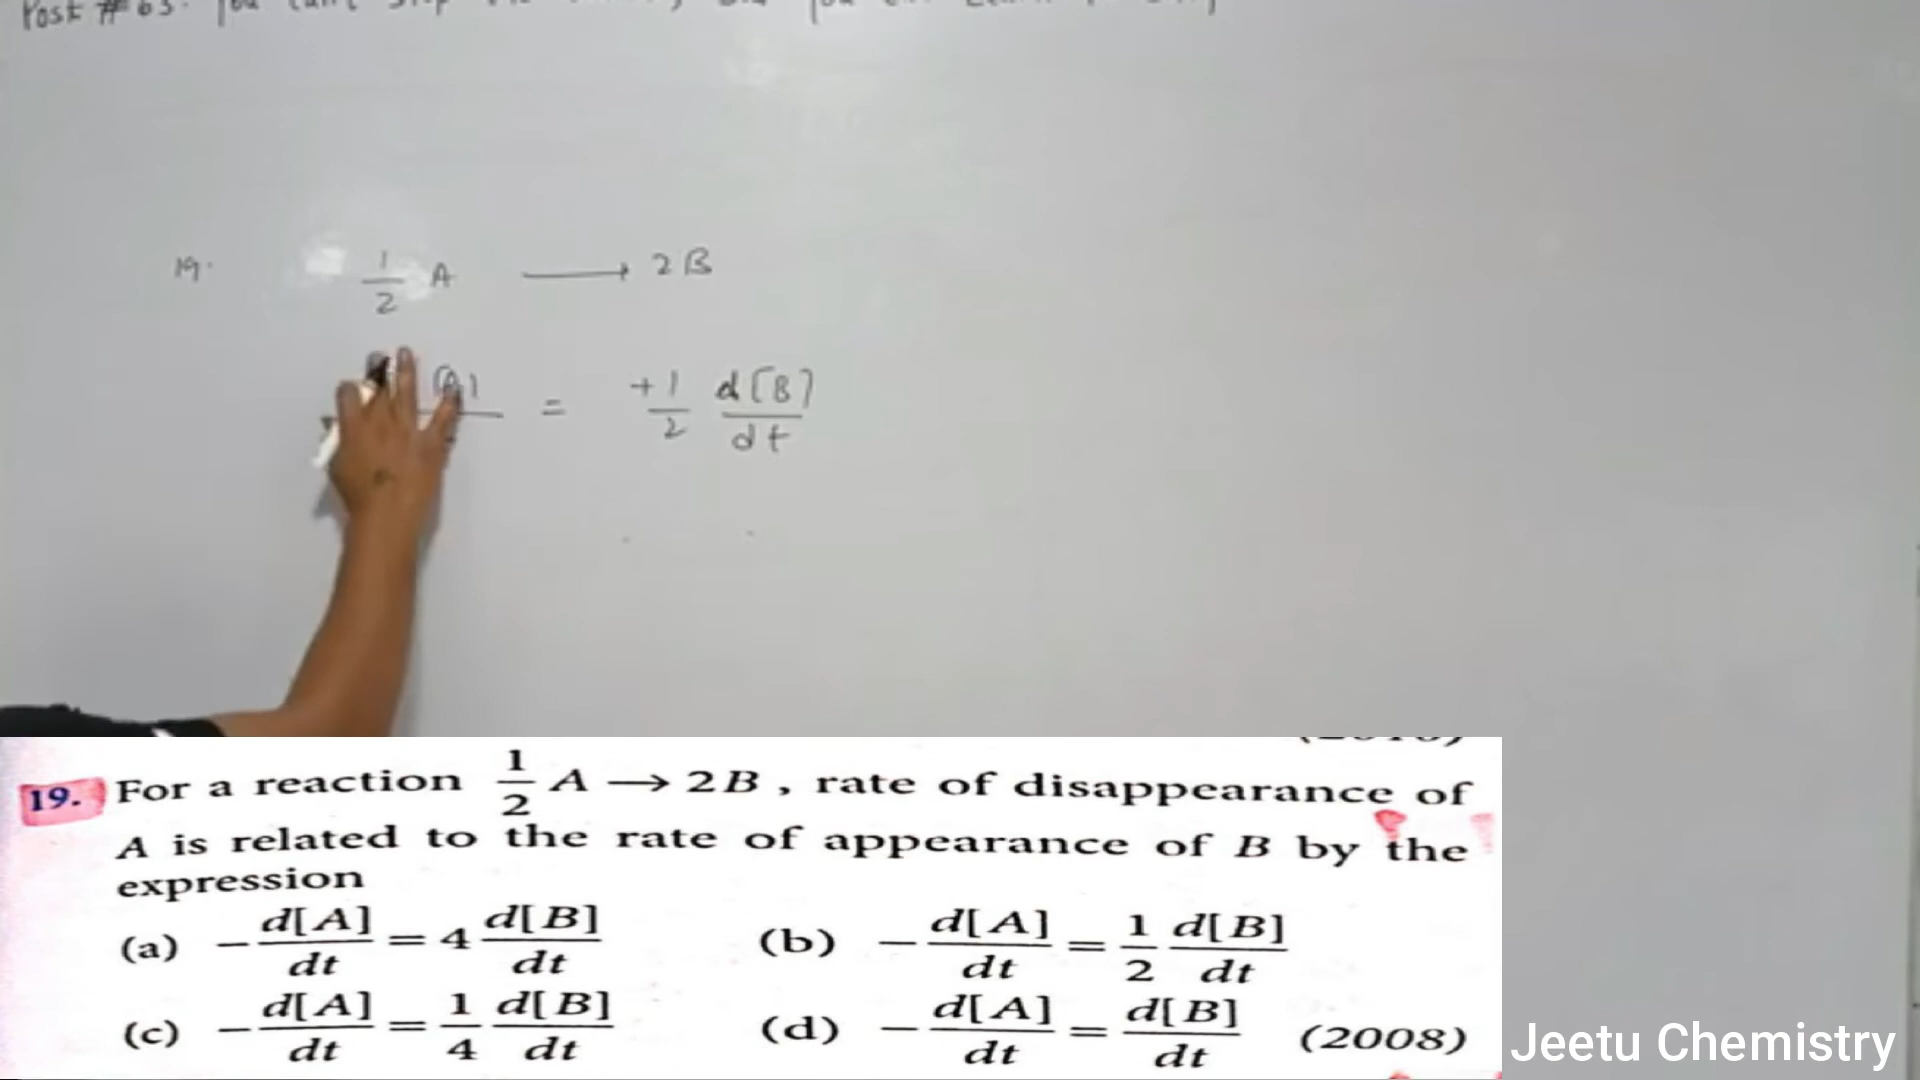 Post #63.
19. 1/2 A ⟶ 2B
[A] = +1/2 d[B]/dt
19. For a reaction 1/2 A ⟶ 2B , rate of disappearance of
A is related to the rate of appearance of B by the
expression
(a) − d[A]/dt = 4 d[B]/dt (b) − d[A]/dt = 1/2 d[B]/dt
(c) − d[A]/dt = 1/4 d[B]/dt (d) − d[A]/dt = d[B]/dt (2008)
Jeetu Chemistry